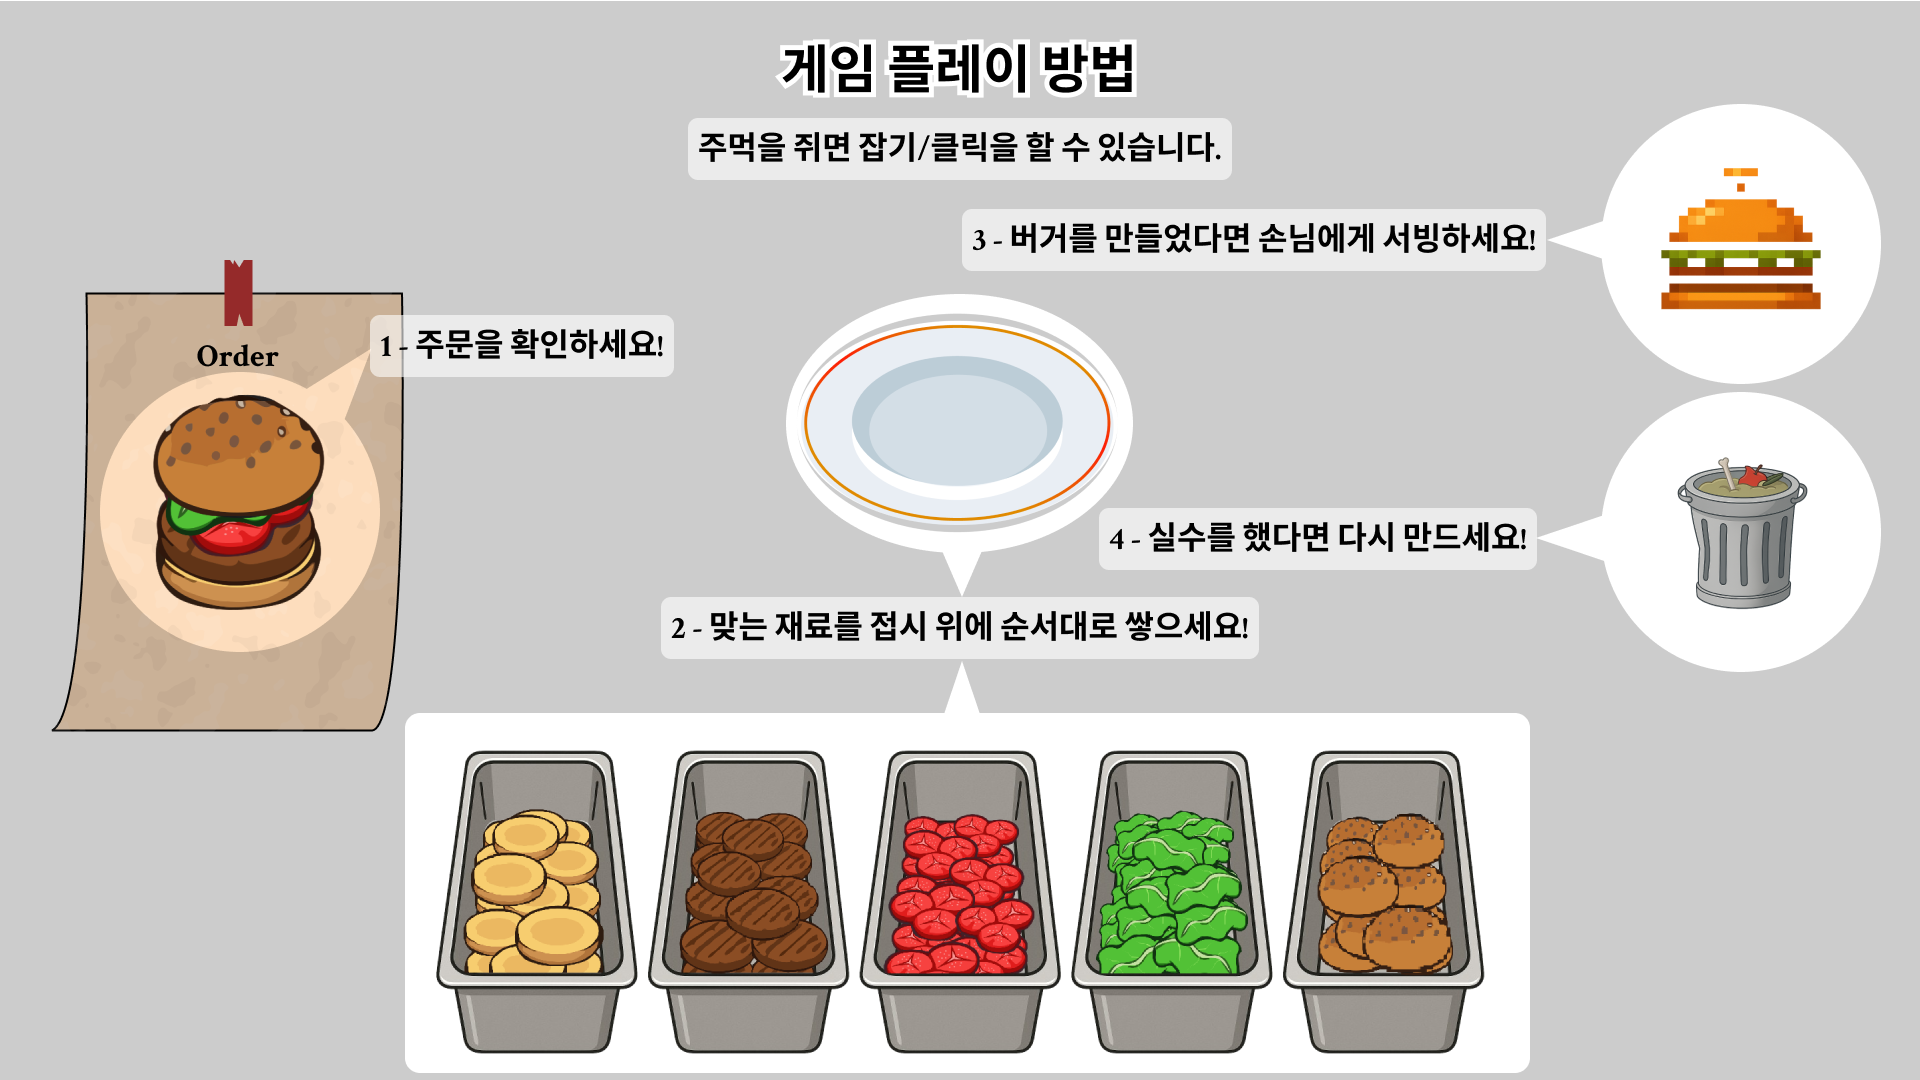 게임 플레이 방법
주먹을 쥐면 잡기/클릭을 할 수 있습니다.
3 - 버거를 만들었다면 손님에게 서빙하세요!
1 - 주문을 확인하세요!
Order
4 - 실수를 했다면 다시 만드세요!
2 - 맞는 재료를 접시 위에 순서대로 쌓으세요!